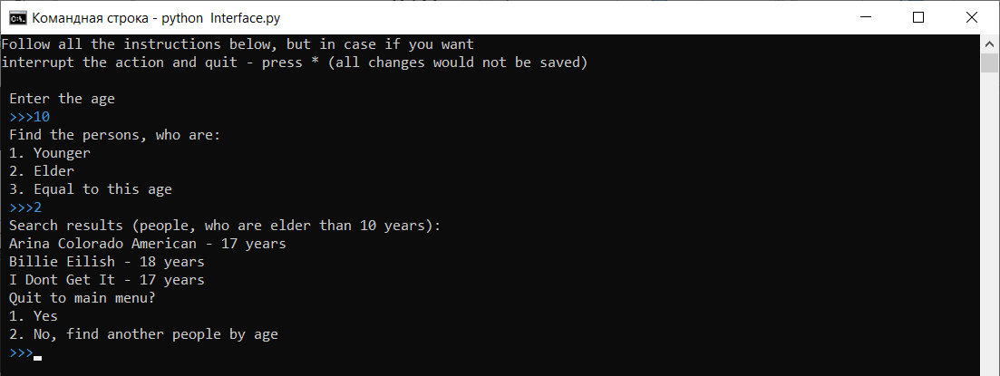 Командная строка - python  Interface.py
Follow all the instructions below, but in case if you want
interrupt the action and quit - press * (all changes would not be saved)
Enter the age
>>>10
Find the persons, who are:
1. Younger
2. Elder
3. Equal to this age
>>>2
Search results (people, who are elder than 10 years):
Arina Colorado American - 17 years
Billie Eilish - 18 years
I Dont Get It - 17 years
Quit to main menu?
1. Yes
2. No, find another people by age
>>>